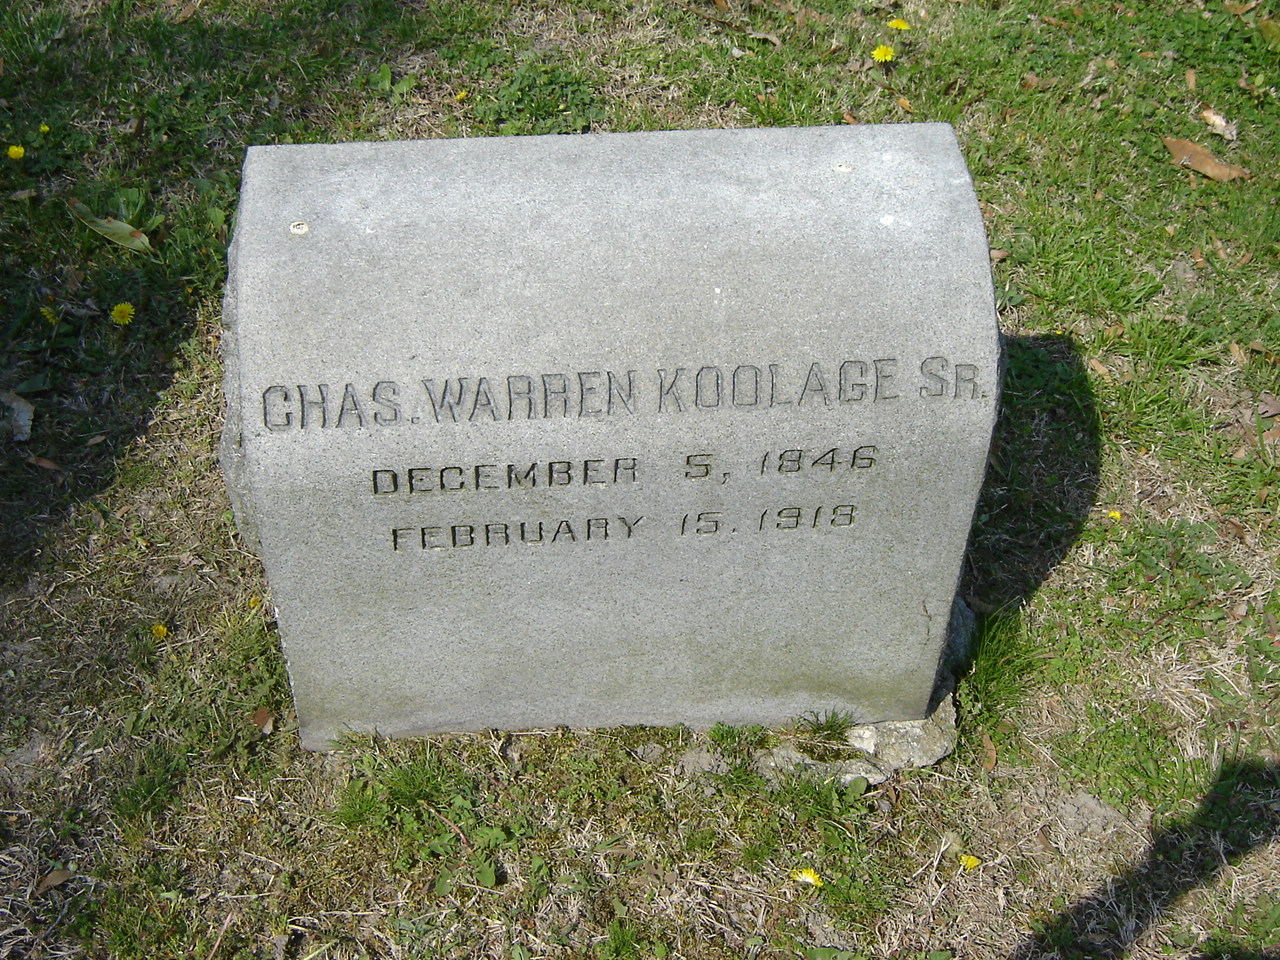 CHAS. WARREN KOOLAGE SR.
DECEMBER 5, 1846
FEBRUARY 15, 1918